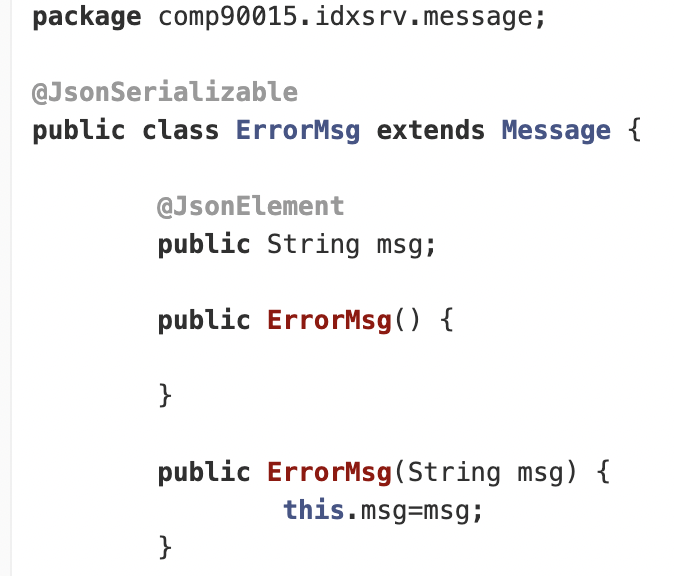 package comp90015.idxsrv.message;
@JsonSerializable
public class ErrorMsg extends Message {
@JsonElement
public String msg;
public ErrorMsg() {
}
public ErrorMsg(String msg) {
this.msg=msg;
}